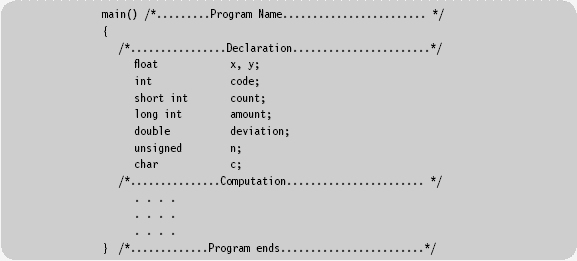 main() /*.........Program Name........................ */
{
/*................Declaration.......................*/
float x, y;
int code;
short int count;
long int amount;
double deviation;
unsigned n;
char c;
/*...............Computation....................... */
. . . .
. . . .
. . . .
} /*.............Program ends........................*/